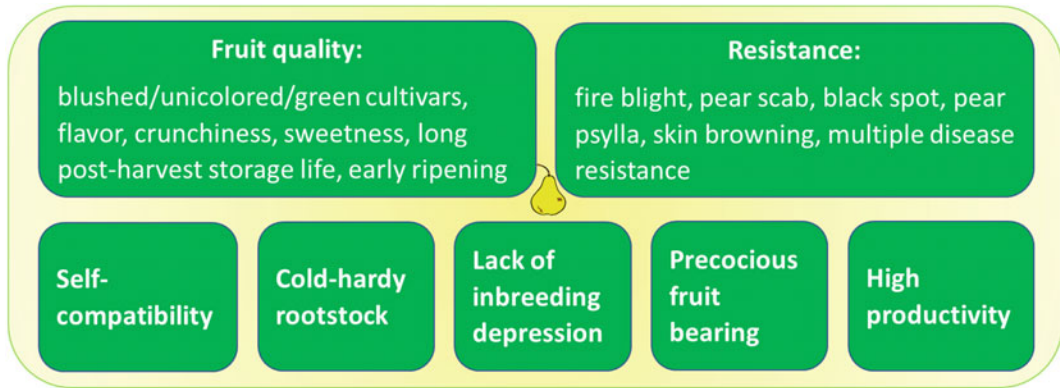 Fruit quality:
blushed/unicolored/green cultivars,
flavor, crunchiness, sweetness, long
post-harvest storage life, early ripening
Resistance:
fire blight, pear scab, black spot, pear
psylla, skin browning, multiple disease
resistance
Self-
compatibility
Cold-hardy
rootstock
Lack of
inbreeding
depression
Precocious
fruit
bearing
High
productivity